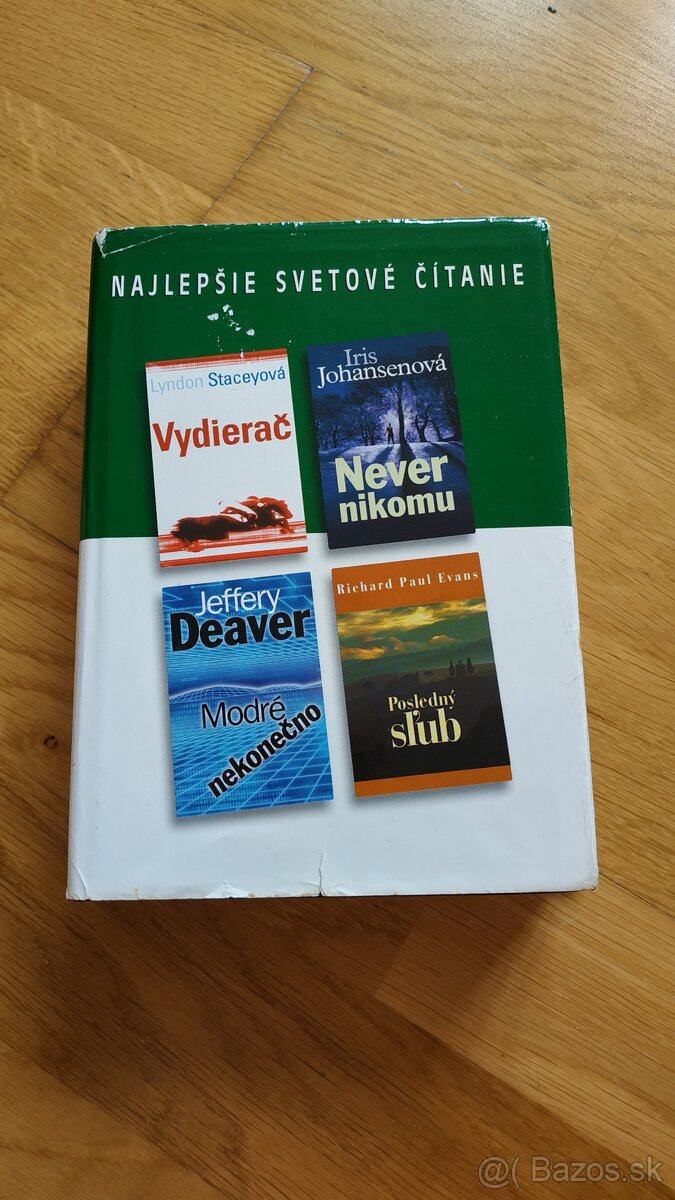 NAJLEPŠIE SVETOVÉ ČÍTANIE
Lyndon Staceyová
Vydierač
Iris
Johansenová
Never
nikomu
Jeffery
Deaver
Modré
nekonečno
Richard Paul Evans
Posledný
sľub
@( Bazos.sk